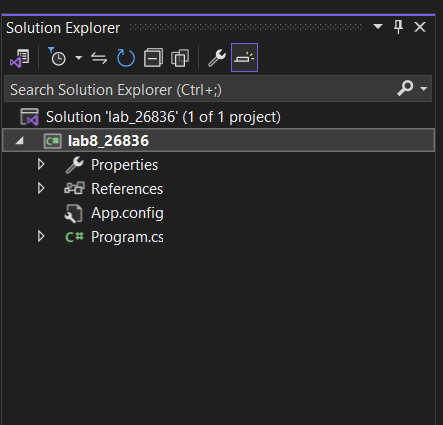 Solution Explorer
Search Solution Explorer (Ctrl+;)
Solution 'lab_26836' (1 of 1 project)
C# lab8_26836
Properties
References
App.config
C# Program.cs